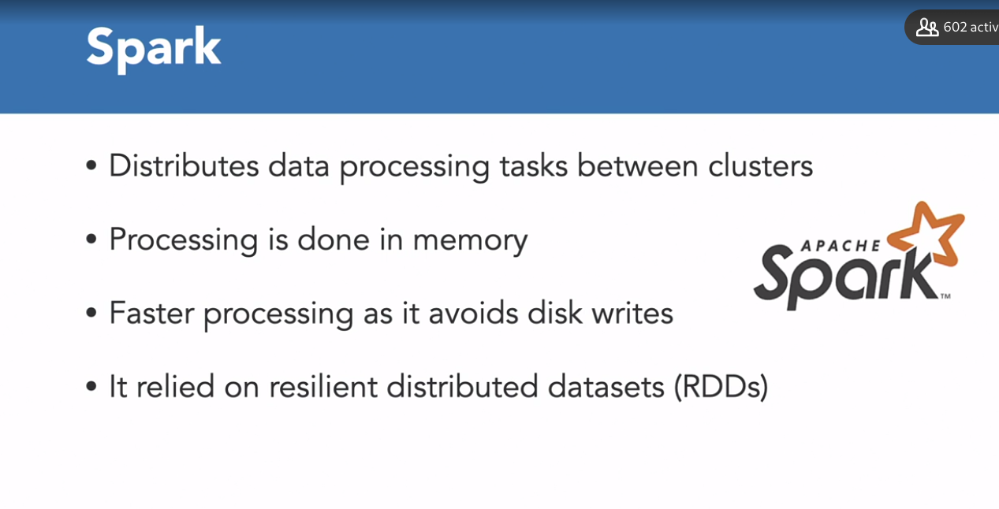 Spark
602 activ
• Distributes data processing tasks between clusters
• Processing is done in memory
• Faster processing as it avoids disk writes
• It relied on resilient distributed datasets (RDDs)
APACHE
Spark™